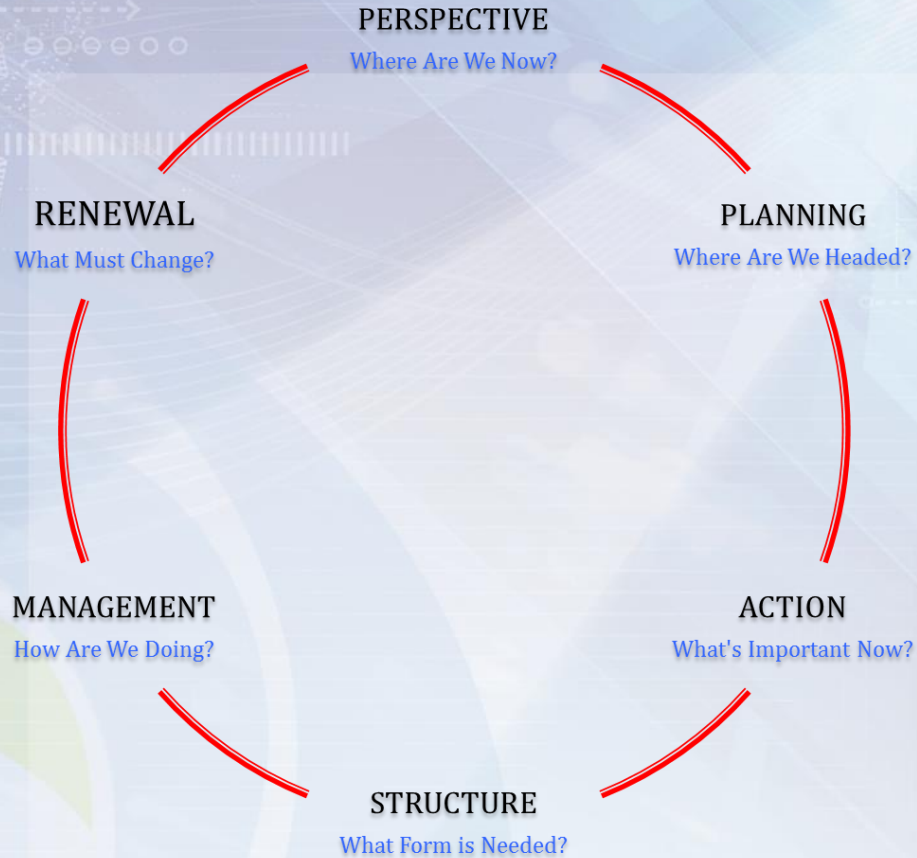 PERSPECTIVE
Where Are We Now?
RENEWAL
What Must Change?
PLANNING
Where Are We Headed?
MANAGEMENT
How Are We Doing?
ACTION
What's Important Now?
STRUCTURE
What Form is Needed?